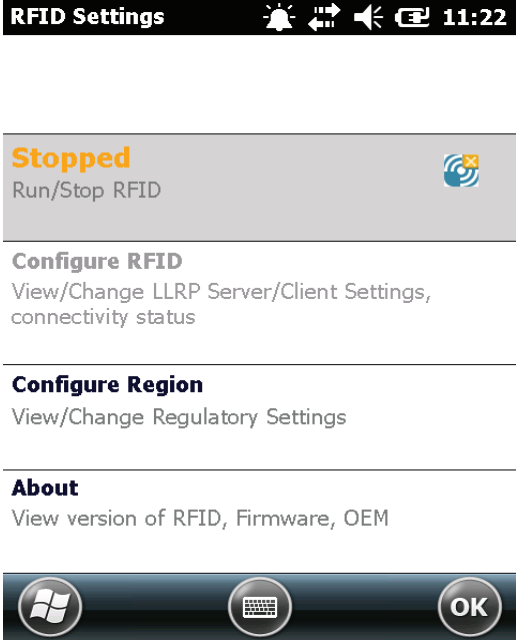 RFID Settings 11:22
Stopped
Run/Stop RFID
Configure RFID
View/Change LLRP Server/Client Settings,
connectivity status
Configure Region
View/Change Regulatory Settings
About
View version of RFID, Firmware, OEM
OK